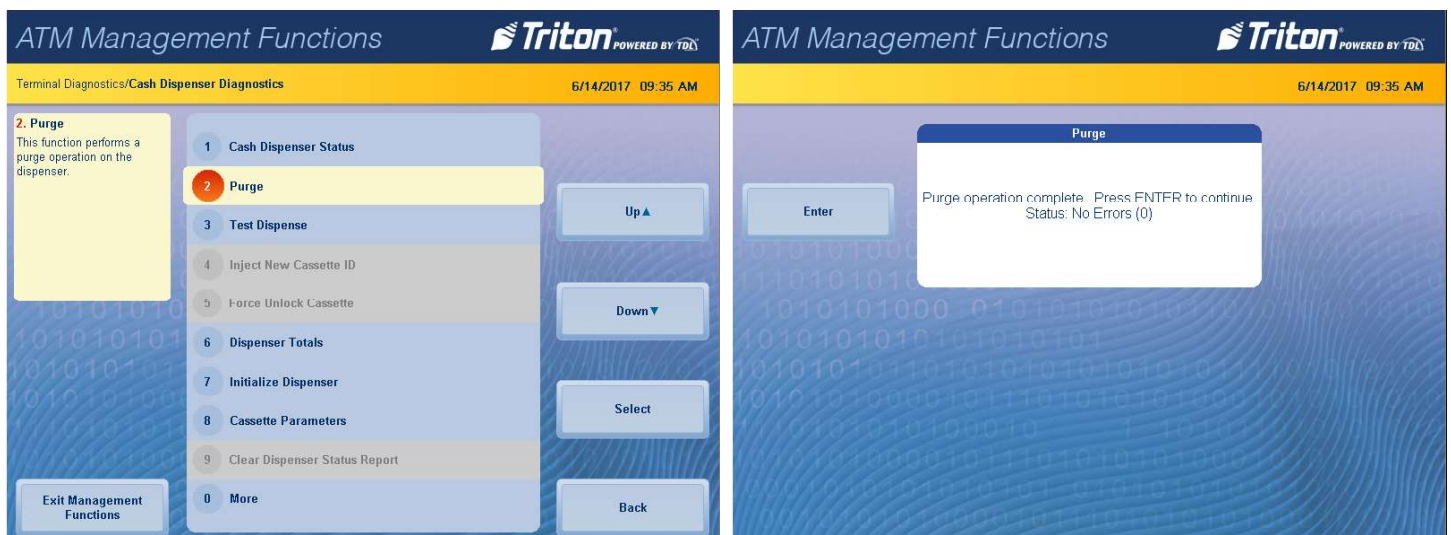 ATM Management Functions
Triton POWERED BY TDL
Terminal Diagnostics/Cash Dispenser Diagnostics
6/14/2017 09:35 AM
2. Purge
This function performs a
purge operation on the
dispenser.
1 Cash Dispenser Status
2 Purge
3 Test Dispense
4 Inject New Cassette ID
5 Force Unlock Cassette
6 Dispenser Totals
7 Initialize Dispenser
8 Cassette Parameters
9 Clear Dispenser Status Report
0 More
Up▲
Down▼
Select
Back
Exit Management
Functions
ATM Management Functions
Triton POWERED BY TDL
6/14/2017 09:35 AM
Enter
Purge
Purge operation complete. Press ENTER to continue
Status: No Errors (0)